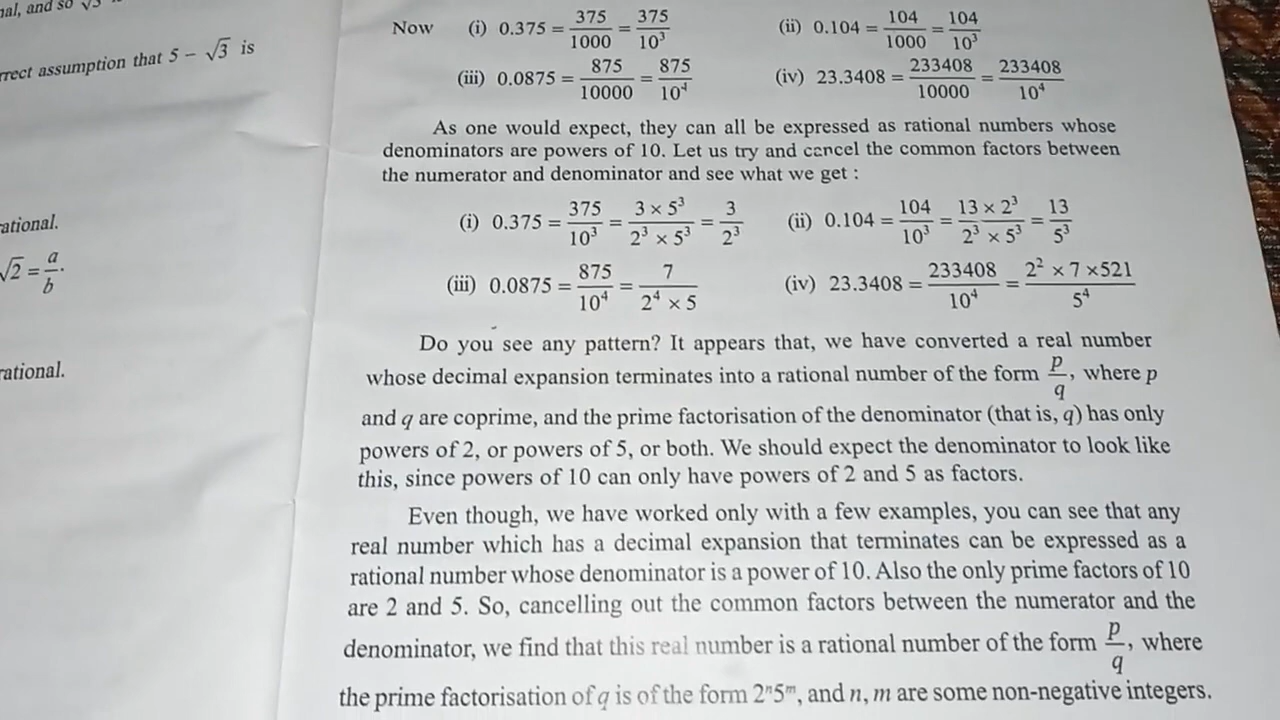 nal, and so √3
rrect assumption that 5 – √3 is
rational.
√2 = a/b.
rational.
Now (i) 0.375 = 375/1000 = 375/10³ (ii) 0.104 = 104/1000 = 104/10³
(iii) 0.0875 = 875/10000 = 875/10⁴ (iv) 23.3408 = 233408/10000 = 233408/10⁴
As one would expect, they can all be expressed as rational numbers whose
denominators are powers of 10. Let us try and cancel the common factors between
the numerator and denominator and see what we get :
(i) 0.375 = 375/10³ = 3 × 5³/2³ × 5³ = 3/2³ (ii) 0.104 = 104/10³ = 13 × 2³/2³ × 5³ = 13/5³
(iii) 0.0875 = 875/10⁴ = 7/2⁴ × 5 (iv) 23.3408 = 233408/10⁴ = 2² × 7 ×521/5⁴
Do you see any pattern? It appears that, we have converted a real number
whose decimal expansion terminates into a rational number of the form p/q, where p
and q are coprime, and the prime factorisation of the denominator (that is, q) has only
powers of 2, or powers of 5, or both. We should expect the denominator to look like
this, since powers of 10 can only have powers of 2 and 5 as factors.
Even though, we have worked only with a few examples, you can see that any
real number which has a decimal expansion that terminates can be expressed as a
rational number whose denominator is a power of 10. Also the only prime factors of 10
are 2 and 5. So, cancelling out the common factors between the numerator and the
denominator, we find that this real number is a rational number of the form p/q, where
the prime factorisation of q is of the form 2ⁿ5ᵐ, and n, m are some non-negative integers.